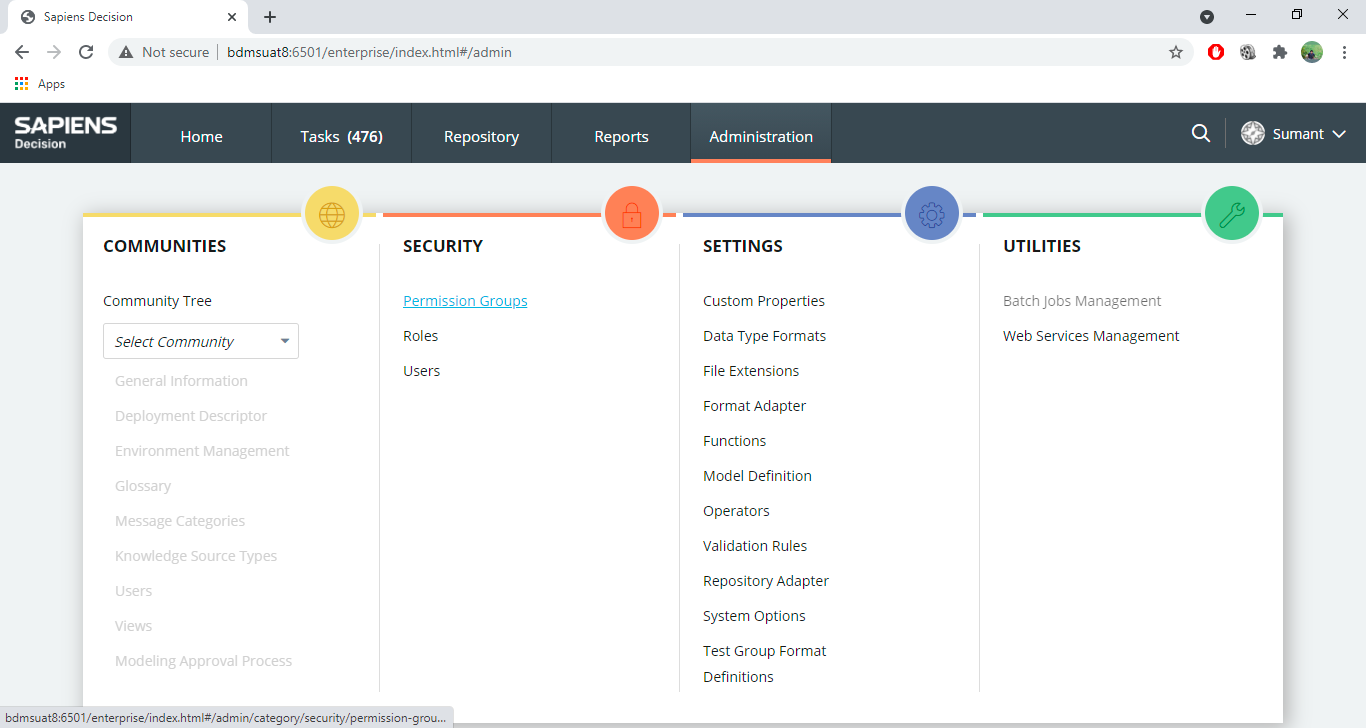 Sapiens Decision
Not secure
bdmsuat8:6501/enterprise/index.html#/admin
Apps
SAPIENS
Decision
Home
Tasks (476)
Repository
Reports
Administration
Sumant
COMMUNITIES
Community Tree
Select Community
General Information
Deployment Descriptor
Environment Management
Glossary
Message Categories
Knowledge Source Types
Users
Views
Modeling Approval Process
SECURITY
Permission Groups
Roles
Users
SETTINGS
Custom Properties
Data Type Formats
File Extensions
Format Adapter
Functions
Model Definition
Operators
Validation Rules
Repository Adapter
System Options
Test Group Format
Definitions
UTILITIES
Batch Jobs Management
Web Services Management
bdmsuat8:6501/enterprise/index.html#/admin/category/security/permission-grou...